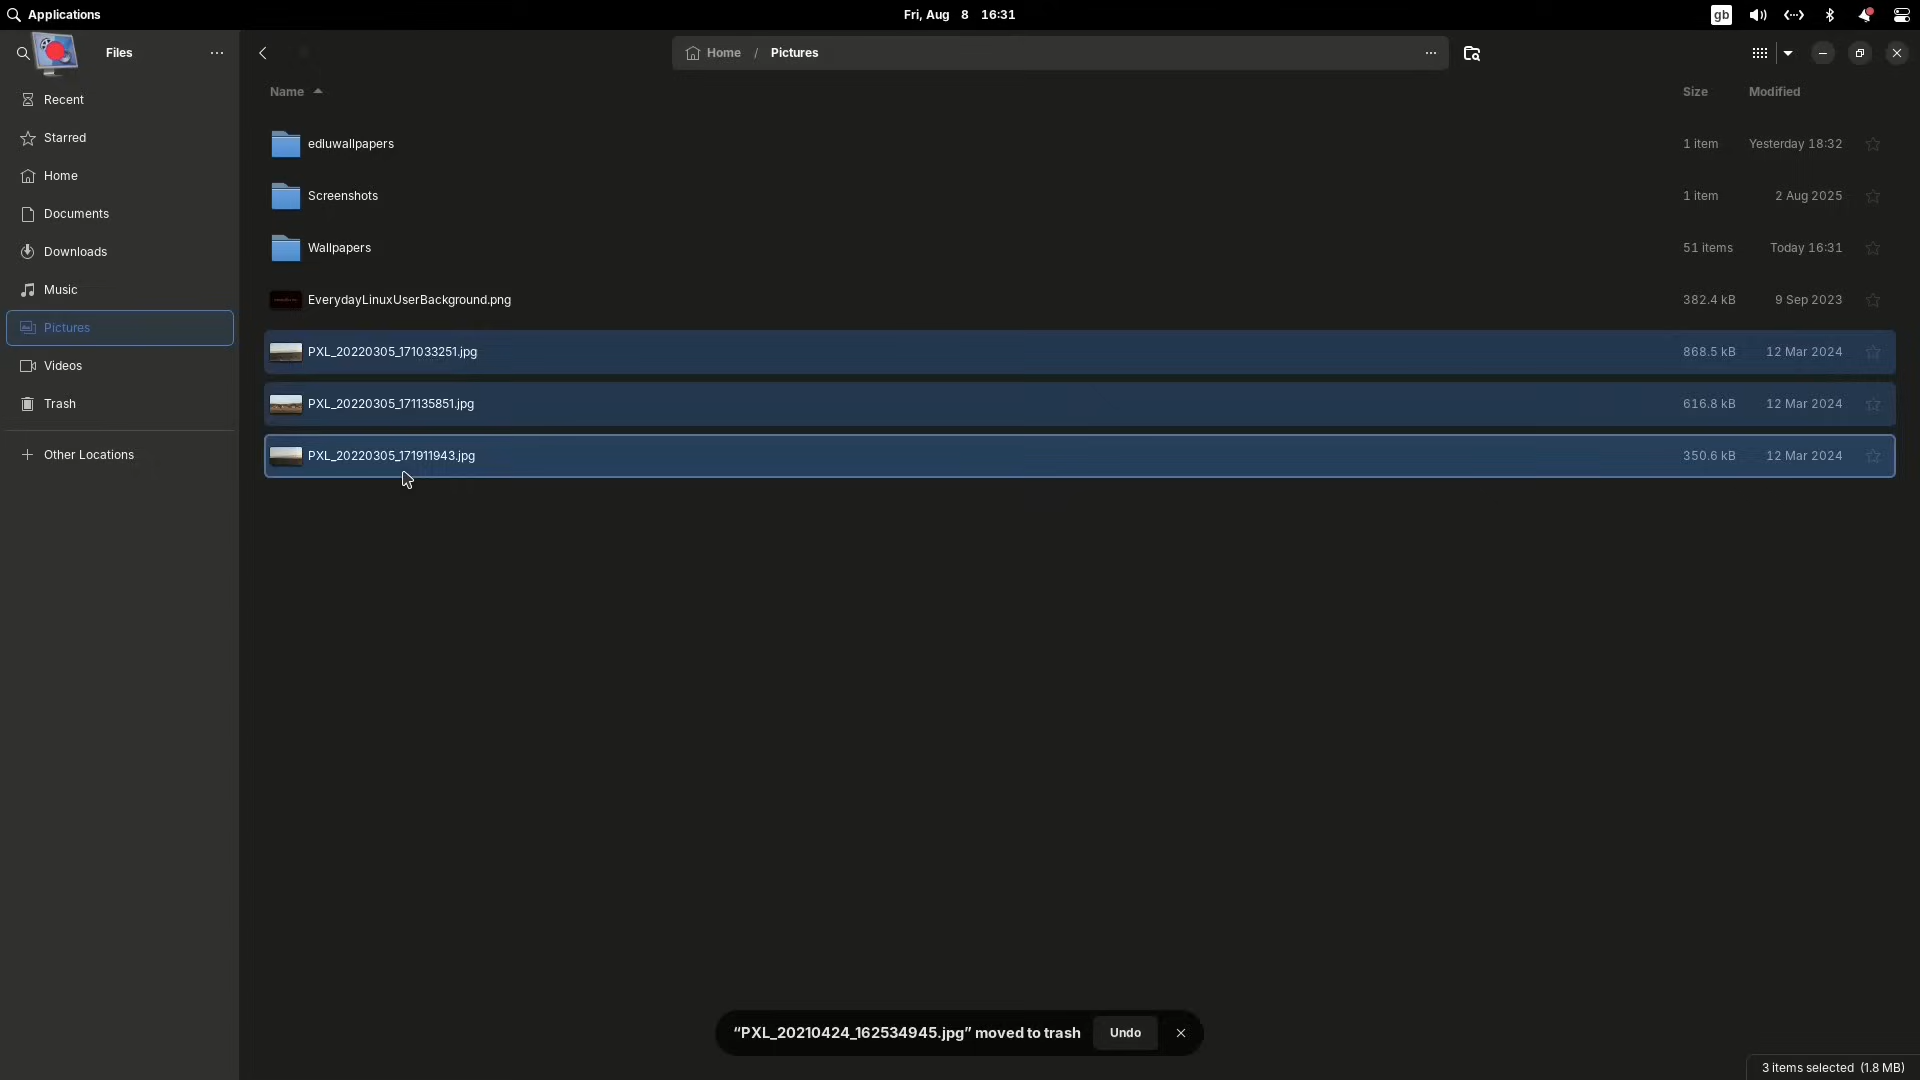 Applications
Fri, Aug 8 16:31
gb
Files
Home / Pictures
Name
Size
Modified
Recent
Starred
Home
Documents
Downloads
Music
Pictures
Videos
Trash
Other Locations
edluwallpapers 1 item Yesterday 18:32
Screenshots 1 item 2 Aug 2025
Wallpapers 51 items Today 16:31
EverydayLinuxUserBackground.png 382.4 kB 9 Sep 2023
PXL_20220305_171033251.jpg 868.5 kB 12 Mar 2024
PXL_20220305_171135851.jpg 616.8 kB 12 Mar 2024
PXL_20220305_171911943.jpg 350.6 kB 12 Mar 2024
“PXL_20210424_162534945.jpg” moved to trash Undo
3 items selected (1.8 MB)